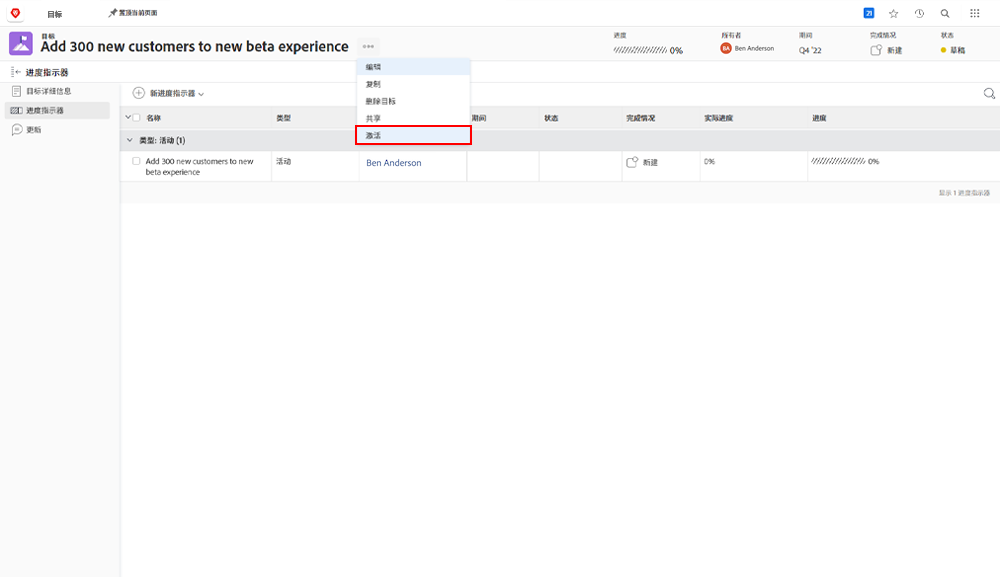 目标
置顶当前页面
21
目标
Add 300 new customers to new beta experience
进度
0%
所有者
BA Ben Anderson
期间
Q4 '22
完成情况
新建
状态
草稿
进度指示器
目标详细信息
进度指示器
更新
新进度指示器
编辑
复制
删除目标
共享
激活
名称
类型
期间
状态
完成情况
实际进度
进度
类型: 活动 (1)
Add 300 new customers to new
beta experience
活动
Ben Anderson
新建
0%
0%
显示 1 进度指示器